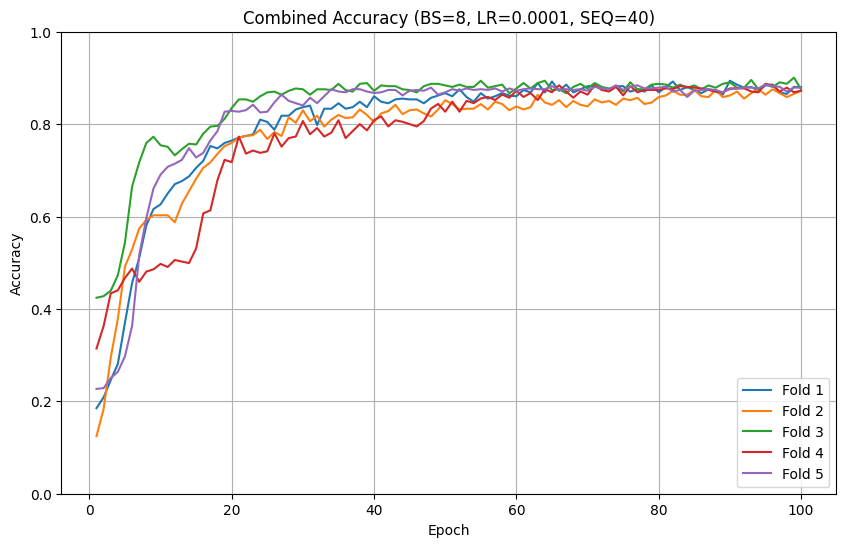 Combined Accuracy (BS=8, LR=0.0001, SEQ=40)
Accuracy
1.0
0.8
0.6
0.4
0.2
0.0
0 20 40 60 80 100
Epoch
Fold 1
Fold 2
Fold 3
Fold 4
Fold 5